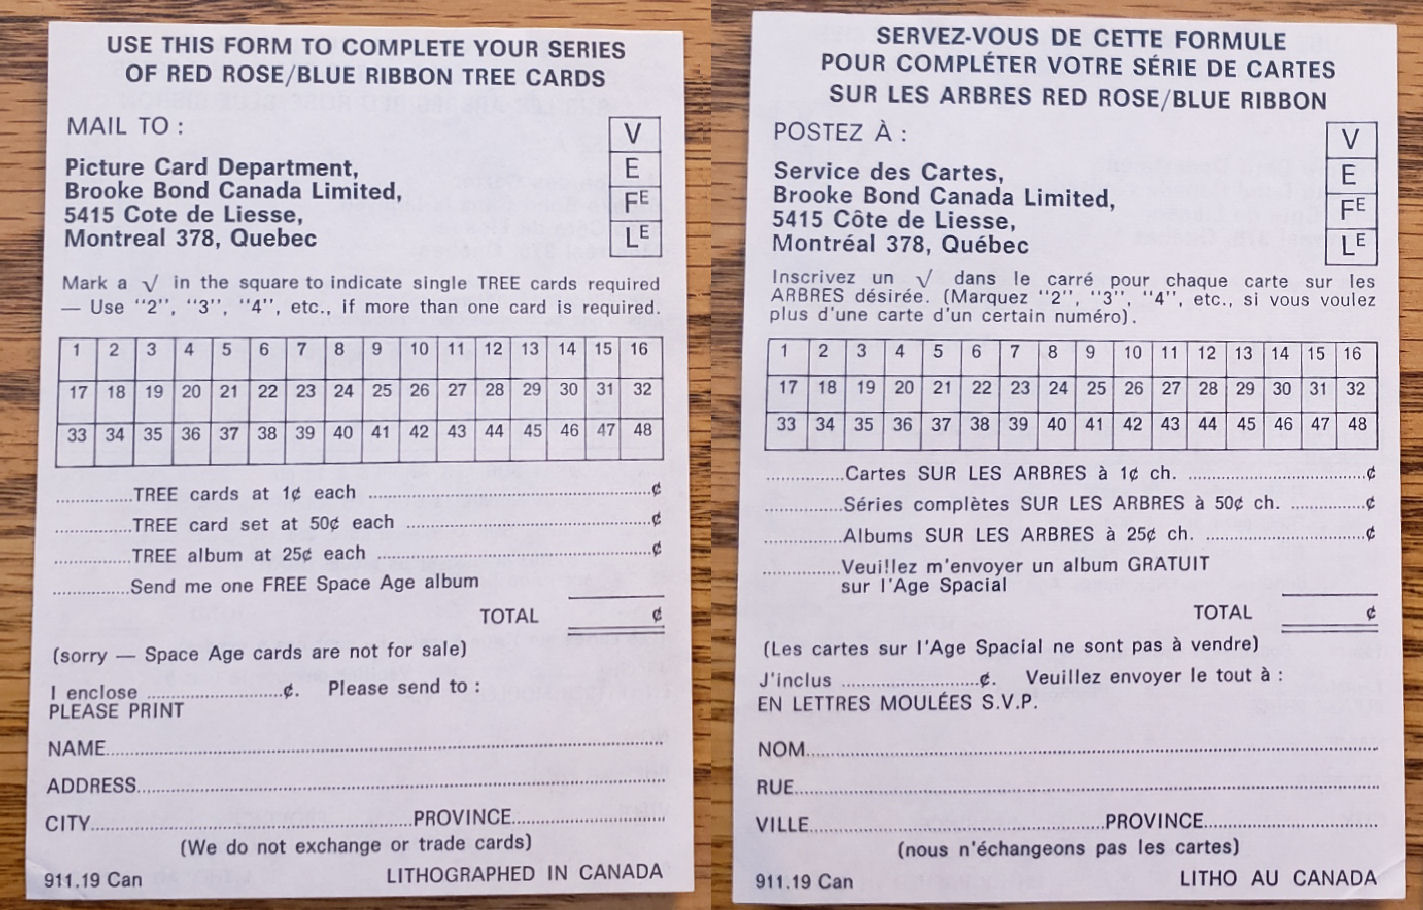 USE THIS FORM TO COMPLETE YOUR SERIES
OF RED ROSE/BLUE RIBBON TREE CARDS
MAIL TO :
Picture Card Department,
Brooke Bond Canada Limited,
5415 Cote de Liesse,
Montreal 378, Quebec
V
E
FE
LE
Mark a √ in the square to indicate single TREE cards required
— Use "2", "3", "4", etc., if more than one card is required.
1 2 3 4 5 6 7 8 9 10 11 12 13 14 15 16
17 18 19 20 21 22 23 24 25 26 27 28 29 30 31 32
33 34 35 36 37 38 39 40 41 42 43 44 45 46 47 48
............TREE cards at 1¢ each ............¢
............TREE card set at 50¢ each ............¢
............TREE album at 25¢ each ............¢
............Send me one FREE Space Age album
TOTAL ¢
(sorry — Space Age cards are not for sale)
I enclose ............¢. Please send to :
PLEASE PRINT
NAME............
ADDRESS............
CITY............PROVINCE............
(We do not exchange or trade cards)
911.19 Can LITHOGRAPHED IN CANADA
SERVEZ-VOUS DE CETTE FORMULE
POUR COMPLÉTER VOTRE SÉRIE DE CARTES
SUR LES ARBRES RED ROSE/BLUE RIBBON
POSTEZ À :
Service des Cartes,
Brooke Bond Canada Limited,
5415 Côte de Liesse,
Montréal 378, Québec
V
E
FE
LE
Inscrivez un √ dans le carré pour chaque carte sur les
ARBRES désirée. (Marquez "2", "3", "4", etc., si vous voulez
plus d'une carte d'un certain numéro).
1 2 3 4 5 6 7 8 9 10 11 12 13 14 15 16
17 18 19 20 21 22 23 24 25 26 27 28 29 30 31 32
33 34 35 36 37 38 39 40 41 42 43 44 45 46 47 48
............Cartes SUR LES ARBRES à 1¢ ch. ............¢
............Séries complètes SUR LES ARBRES à 50¢ ch. ............¢
............Albums SUR LES ARBRES à 25¢ ch. ............¢
............Veui!lez m'envoyer un album GRATUIT
sur l'Age Spacial
TOTAL ¢
(Les cartes sur l'Age Spacial ne sont pas à vendre)
J'inclus ............¢. Veuillez envoyer le tout à :
EN LETTRES MOULÉES S.V.P.
NOM............
RUE............
VILLE............PROVINCE............
(nous n'échangeons pas les cartes)
911.19 Can LITHO AU CANADA